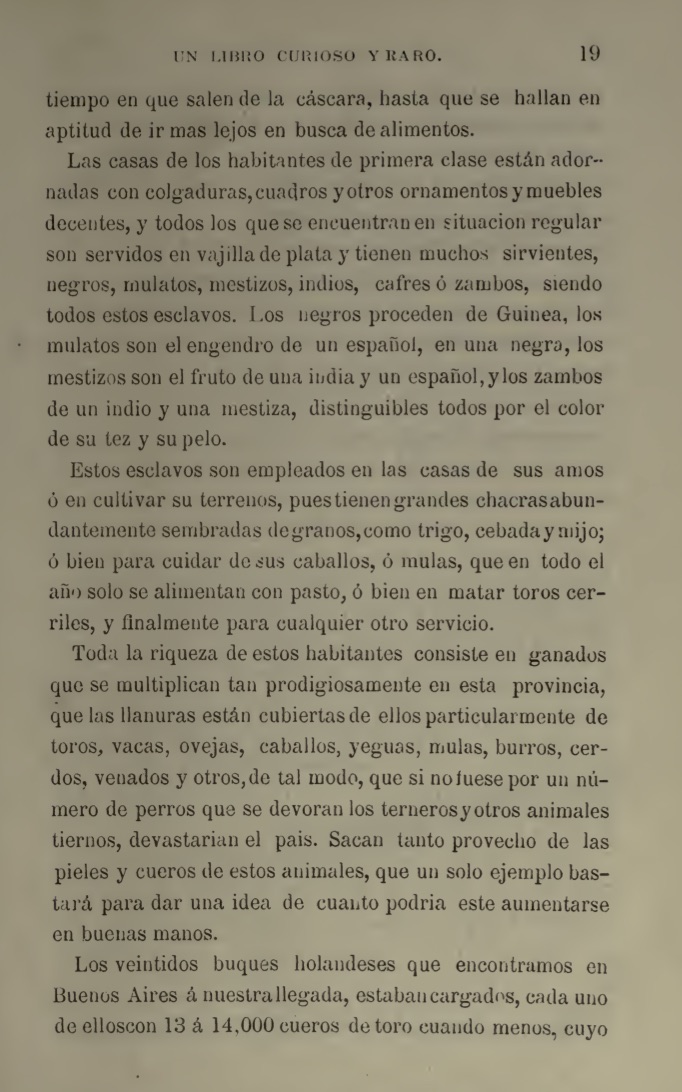 UN LIBRO CURIOSO Y RARO. 19
tiempo en que salen de la cáscara, hasta que se hallan en
aptitud de ir mas lejos en busca de alimentos.
Las casas de los habitantes de primera clase están ador-
nadas con colgaduras, cuadros y otros ornamentos y muebles
decentes, y todos los que se encuentran en situacion regular
son servidos en vajilla de plata y tienen muchos sirvientes,
negros, mulatos, mestizos, indios, cafres ó zambos, siendo
todos estos esclavos. Los negros proceden de Guinea, los
mulatos son el engendro de un español, en una negra, los
mestizos son el fruto de una india y un español, y los zambos
de un indio y una mestiza, distinguibles todos por el color
de su tez y su pelo.
Estos esclavos son empleados en las casas de sus amos
ó en cultivar su terrenos, pues tienen grandes chacras abun-
dantemente sembradas de granos, como trigo, cebada y mijo;
ó bien para cuidar de sus caballos, ó mulas, que en todo el
año solo se alimentan con pasto, ó bien en matar toros cer-
riles, y finalmente para cualquier otro servicio.
Toda la riqueza de estos habitantes consiste en ganados
que se multiplican tan prodigiosamente en esta provincia,
que las llanuras están cubiertas de ellos particularmente de
toros, vacas, ovejas, caballos, yeguas, mulas, burros, cer-
dos, venados y otros, de tal modo, que si no fuese por un nú-
mero de perros que se devoran los terneros y otros animales
tiernos, devastarian el pais. Sacan tanto provecho de las
pieles y cueros de estos animales, que un solo ejemplo bas-
tará para dar una idea de cuanto podria este aumentarse
en buenas manos.
Los veintidos buques holandeses que encontramos en
Buenos Aires á nuestra llegada, estaban cargados, cada uno
de ellos con 13 á 14,000 cueros de toro cuando menos, cuyo